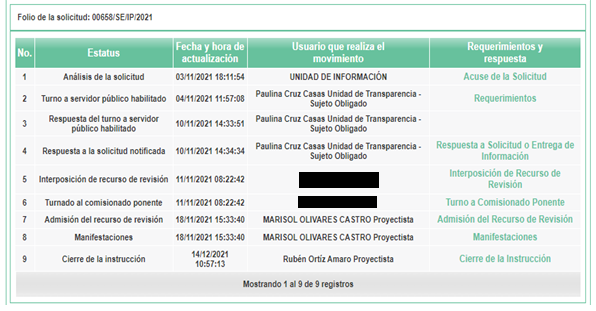 Folio de la solicitud: 00658/SE/IP/2021
No. Estatus Fecha y hora de actualización Usuario que realiza el movimiento Requerimientos y respuesta
1 Análisis de la solicitud 03/11/2021 18:11:54 UNIDAD DE INFORMACIÓN Acuse de la Solicitud
2 Turno a servidor público habilitado 04/11/2021 11:57:08 Paulina Cruz Casas Unidad de Transparencia - Sujeto Obligado Requerimientos
3 Respuesta del turno a servidor público habilitado 10/11/2021 14:33:51 Paulina Cruz Casas Unidad de Transparencia - Sujeto Obligado
4 Respuesta a la solicitud notificada 10/11/2021 14:34:34 Paulina Cruz Casas Unidad de Transparencia - Sujeto Obligado Respuesta a Solicitud o Entrega de Información
5 Interposición de recurso de revisión 11/11/2021 08:22:42 Interposición de Recurso de Revisión
6 Turnado al comisionado ponente 11/11/2021 08:22:42 Turno a Comisionado Ponente
7 Admisión del recurso de revisión 18/11/2021 15:33:40 MARISOL OLIVARES CASTRO Proyectista Admisión del Recurso de Revisión
8 Manifestaciones 18/11/2021 15:33:40 MARISOL OLIVARES CASTRO Proyectista Manifestaciones
9 Cierre de la instrucción 14/12/2021 10:57:13 Rubén Ortíz Amaro Proyectista Cierre de la Instrucción
Mostrando 1 al 9 de 9 registros